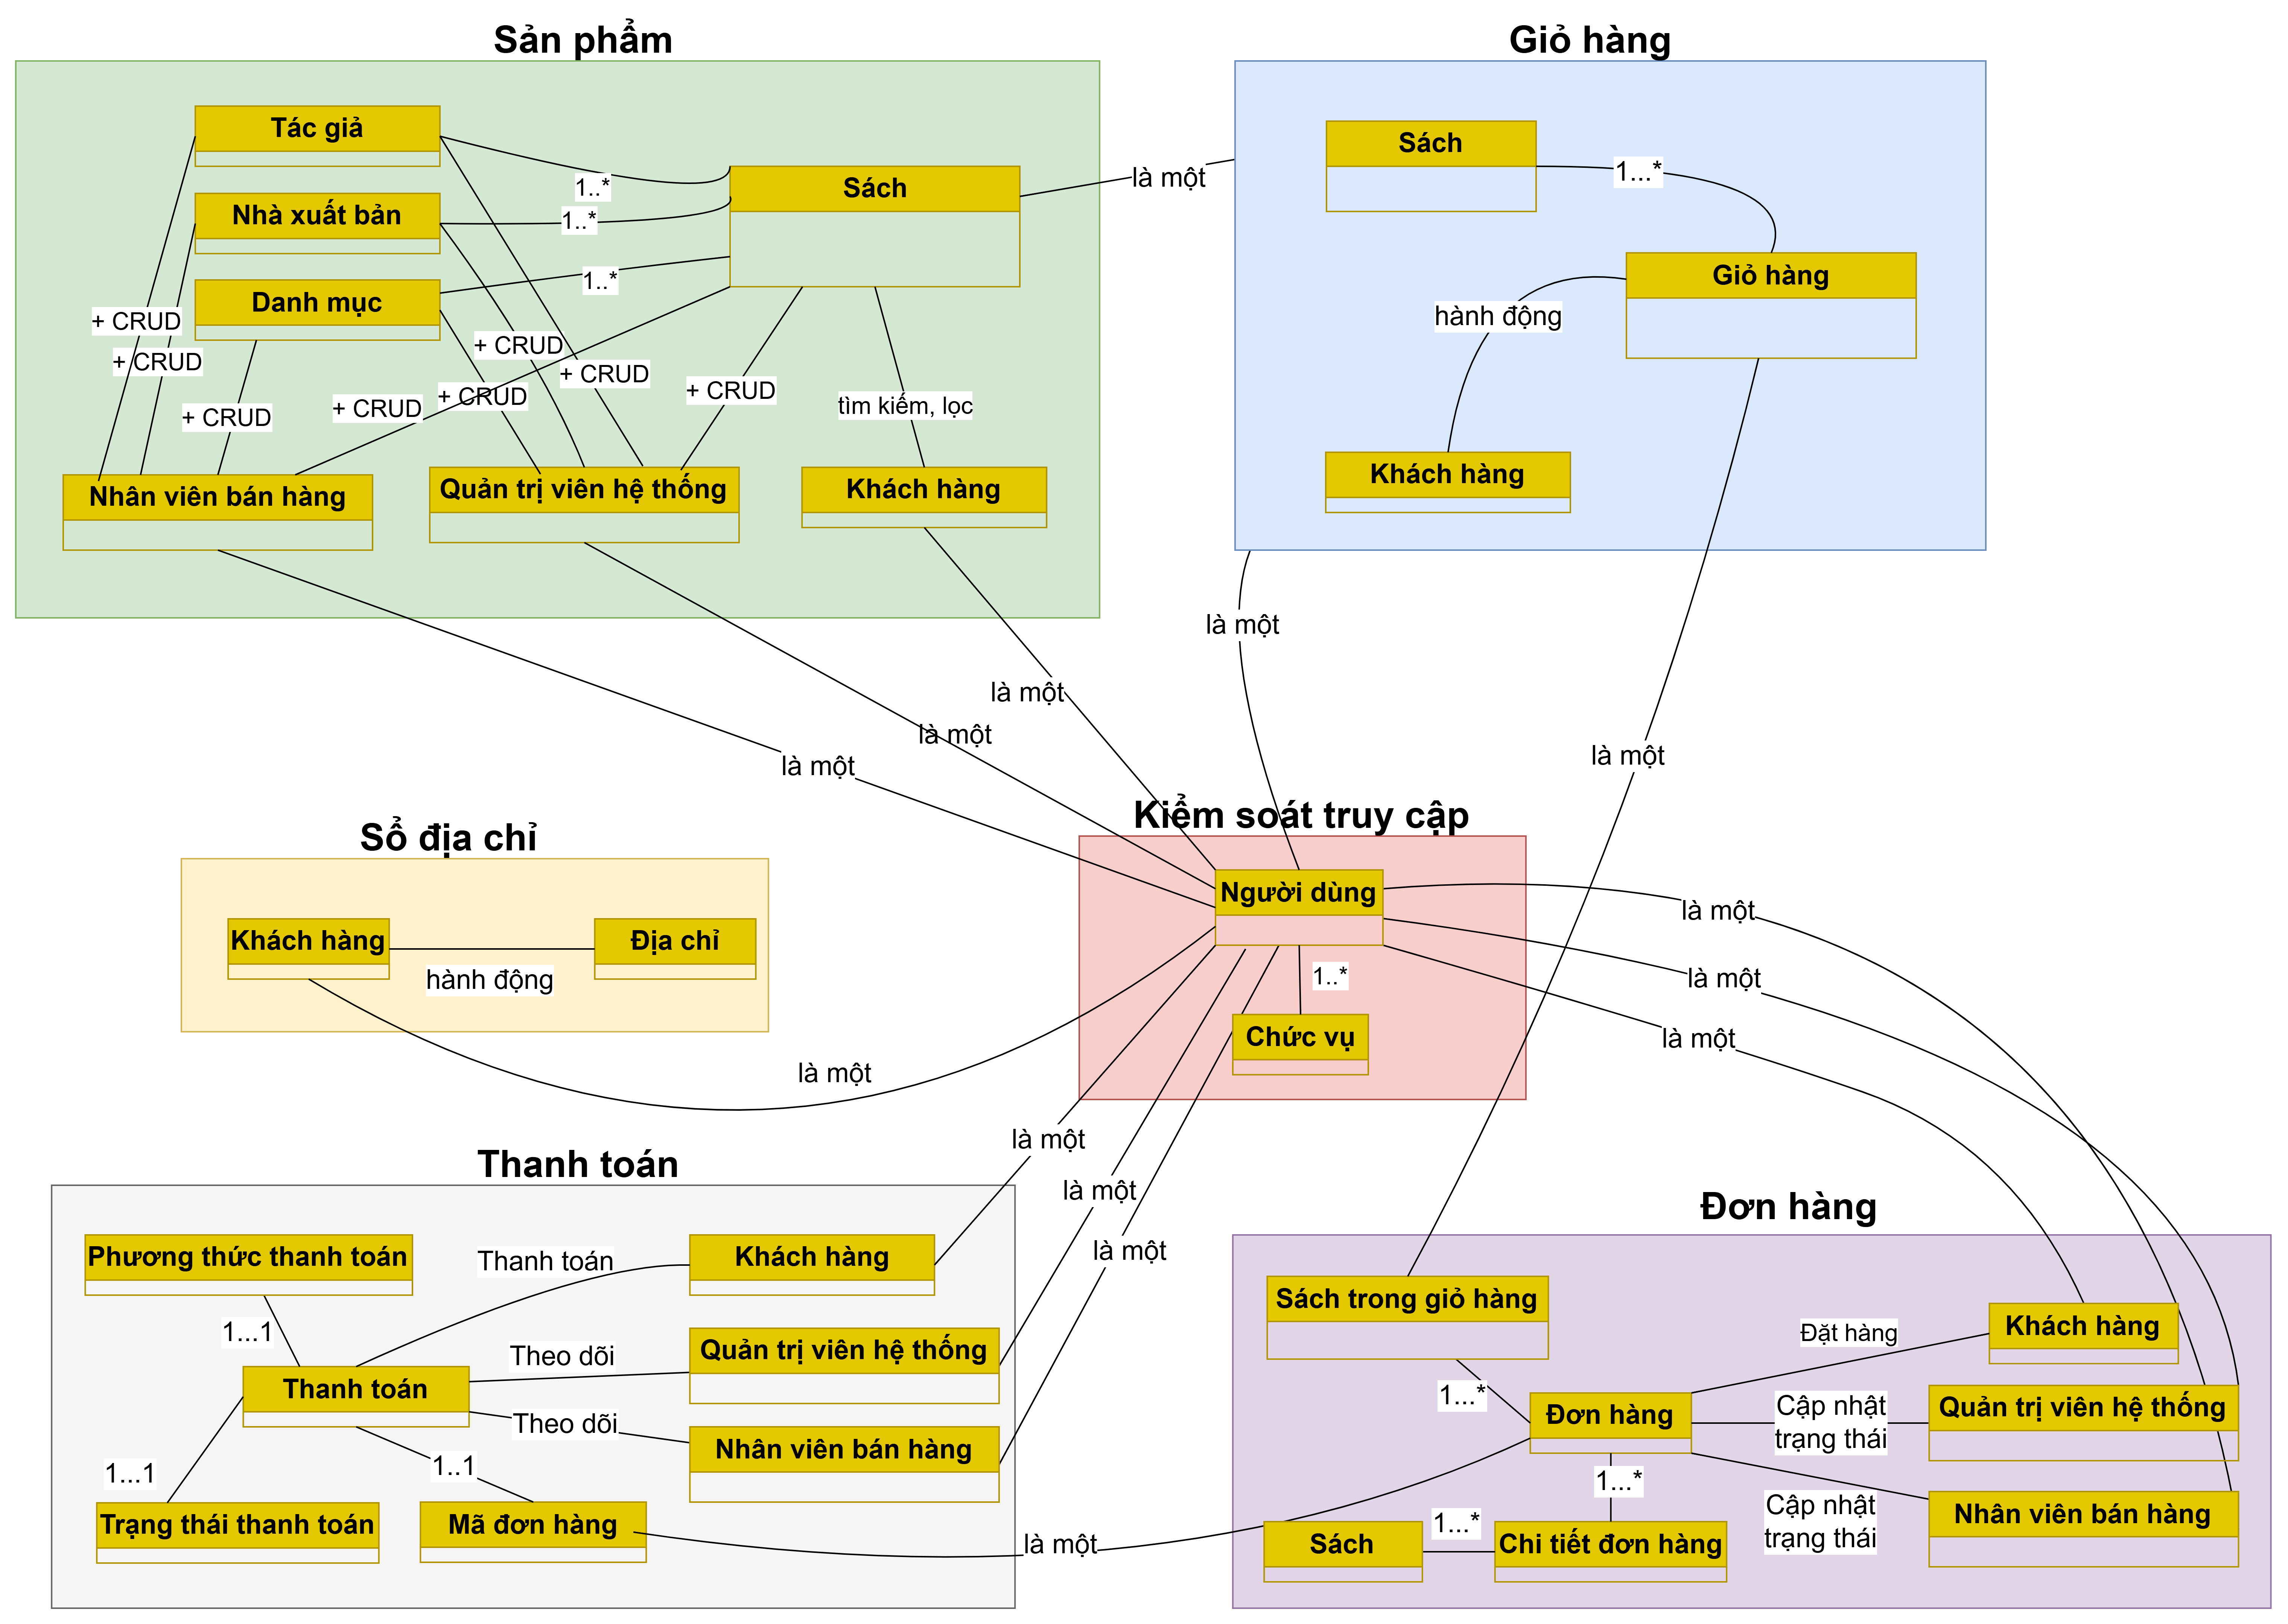 Sản phẩm
Tác giả
Nhà xuất bản
Danh mục
Sách
1..*
1..*
1..*
+ CRUD
+ CRUD
+ CRUD
+ CRUD
+ CRUD
+ CRUD
+ CRUD
+ CRUD
tìm kiếm, lọc
Nhân viên bán hàng
Quản trị viên hệ thống
Khách hàng
là một
Giỏ hàng
Sách
1...*
Giỏ hàng
hành động
Khách hàng
là một
là một
là một
là một
là một
Sổ địa chỉ
Khách hàng
hành động
Địa chỉ
là một
Kiểm soát truy cập
Người dùng
1..*
Chức vụ
là một
là một
là một
là một
là một
là một
Thanh toán
Phương thức thanh toán
Thanh toán
Khách hàng
1...1
Theo dõi
Quản trị viên hệ thống
Thanh toán
Theo dõi
Nhân viên bán hàng
1...1
1..1
Trạng thái thanh toán
Mã đơn hàng
là một
Đơn hàng
Sách trong giỏ hàng
Đặt hàng
Khách hàng
1...*
Đơn hàng
Cập nhật
trạng thái
Quản trị viên hệ thống
1...*
Cập nhật
trạng thái
Nhân viên bán hàng
Sách
1...*
Chi tiết đơn hàng